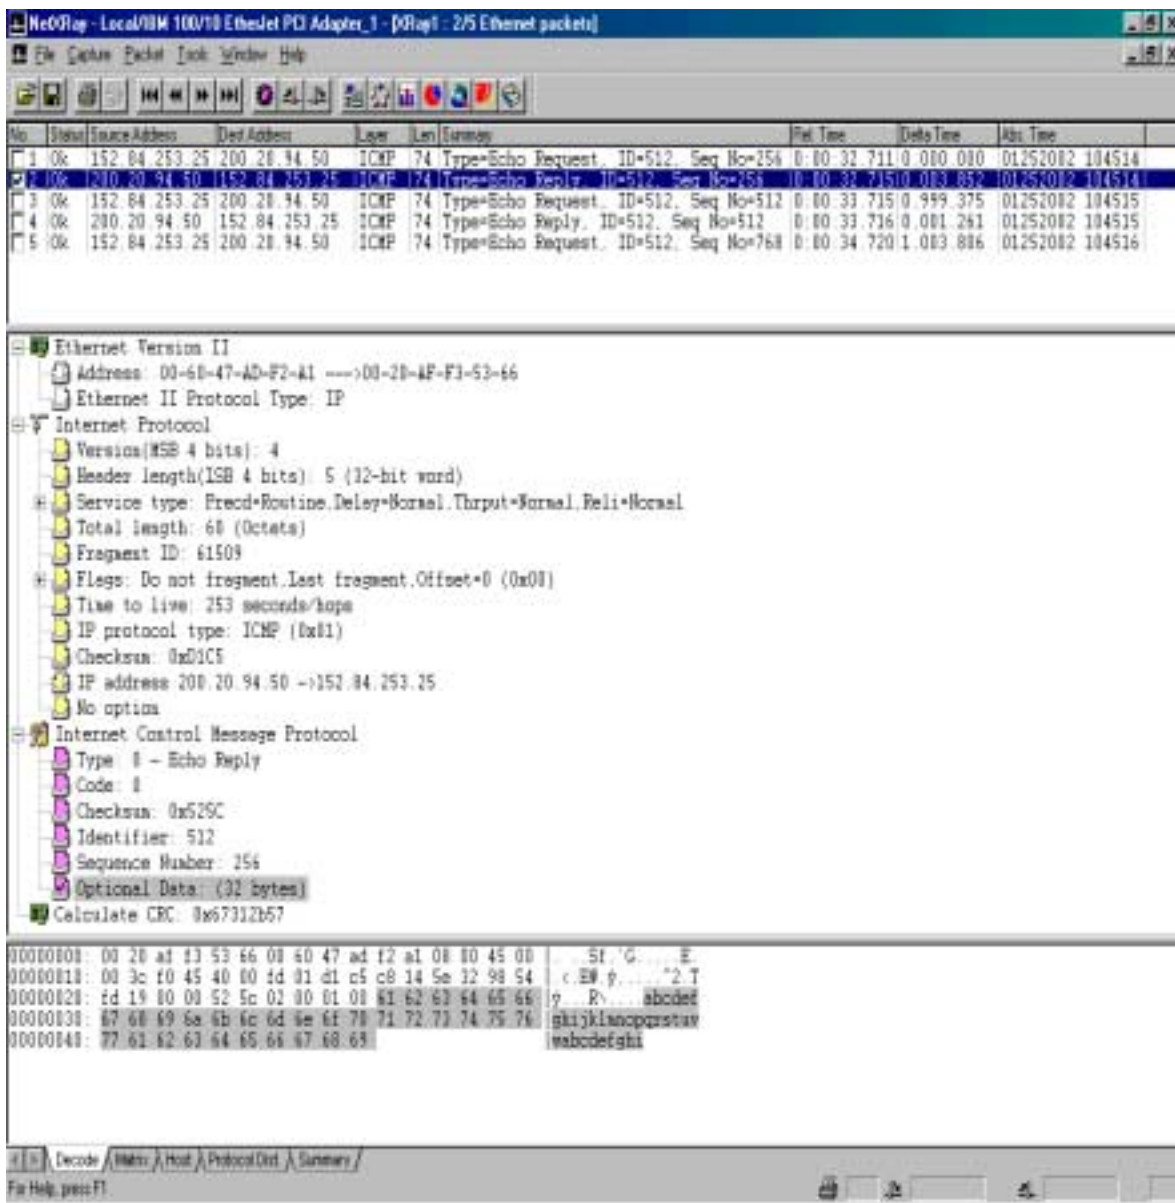 NetXRay - Local/IBM 100/10 EtherJet PCI Adapter_1 - [XRay1 : 2/5 Ethernet packets]
File Capture Packet Tools Window Help
No. Status Source Address Dest Address Layer Len Summary Rel. Time Delta Time Abs. Time
1 Ok 152.84.253.25 200.20.94.50 ICMP 74 Type=Echo Request, ID=512, Seq No=256 0:00:32.711 0.000.000 01252002 104514
2 Ok 200.20.94.50 152.84.253.25 ICMP 74 Type=Echo Reply, ID=512, Seq No=256 0:00:32.715 0.003.852 01252002 104514
3 Ok 152.84.253.25 200.20.94.50 ICMP 74 Type=Echo Request, ID=512, Seq No=512 0:00:33.715 0.999.375 01252002 104515
4 Ok 200.20.94.50 152.84.253.25 ICMP 74 Type=Echo Reply, ID=512, Seq No=512 0:00:33.716 0.001.261 01252002 104515
5 Ok 152.84.253.25 200.20.94.50 ICMP 74 Type=Echo Request, ID=512, Seq No=768 0:00:34.720 1.003.806 01252002 104516
Ethernet Version II
Address: 00-60-47-AD-F2-A1 --->00-20-AF-F3-53-66
Ethernet II Protocol Type: IP
Internet Protocol
Version(MSB 4 bits): 4
Header length(LSB 4 bits): 5 (32-bit word)
Service type: Precd=Routine,Delay=Normal,Thrput=Normal,Reli=Normal
Total length: 60 (Octets)
Fragment ID: 61509
Flags: Do not fragment,Last fragment,Offset=0 (0x00)
Time to live: 253 seconds/hops
IP protocol type: ICMP (0x01)
Checksum: 0xD1C5
IP address 200.20.94.50 ->152.84.253.25
No option
Internet Control Message Protocol
Type: 0 - Echo Reply
Code: 0
Checksum: 0x525C
Identifier: 512
Sequence Number: 256
Optional Data: (32 bytes)
Calculate CRC: 0x67312b57
00000000: 00 20 af f3 53 66 00 60 47 ad f2 a1 08 00 45 00 | . ..Sf.`G.....E.
00000010: 00 3c f0 45 40 00 fd 01 d1 c5 c8 14 5e 32 98 54 | .<.E@.ý.....^2.T
00000020: fd 19 00 00 52 5c 02 00 01 00 61 62 63 64 65 66 |ý...R\....abcdef
00000030: 67 68 69 6a 6b 6c 6d 6e 6f 70 71 72 73 74 75 76 |ghijklmnopqrstuv
00000040: 77 61 62 63 64 65 66 67 68 69 |wabcdefghi
Decode Matrix Host Protocol Dist. Summary
For Help, press F1